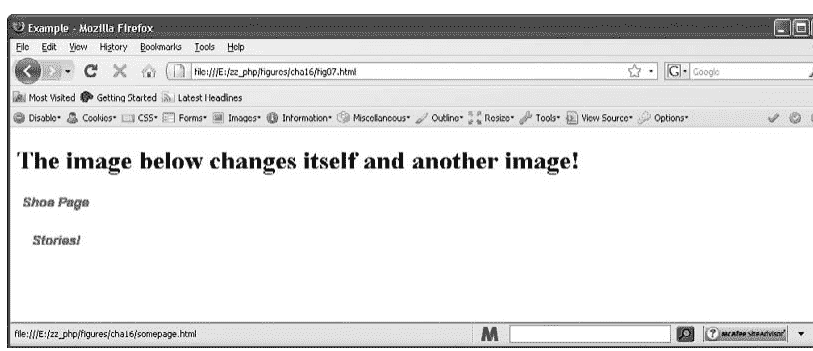 Example - Mozilla Firefox
File Edit View History Bookmarks Tools Help
file:///E:/zz_php/figures/cha16/fig07.html
G Google
Most Visited Getting Started Latest Headlines
Disable Cookies CSS Forms Images Information Miscellaneous Outline Resize Tools View Source Options
The image below changes itself and another image!
Shoe Page
Stories!
file:///E:/zz_php/figures/cha16/somepage.html
M
McAfee SiteAdvisor